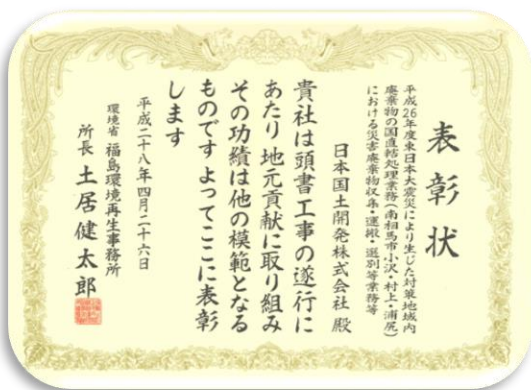 表彰状
平成26年度東日本大震災により生じた対策地域内
廃棄物の国直轄処理業務(南相馬市小沢・村上・浦尻)
における災害廃棄物収集・運搬・選別等業務等
日本国土開発株式会社 殿
貴社は頭書工事の遂行に
あたり 地元貢献に取り組み
その功績は他の模範となる
ものです よってここに表彰
します
平成二十八年四月二十六日
環境省 福島環境再生事務所
所長 土居健太郎